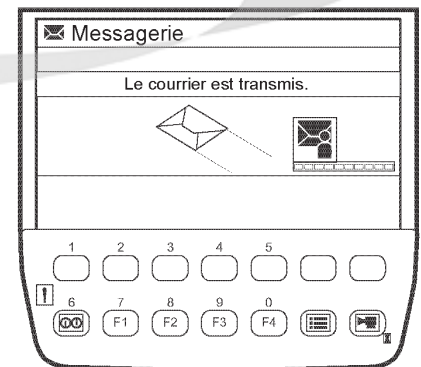 Messagerie
Le courrier est transmis.
1 2 3 4 5
6 7 8 9 0
F1 F2 F3 F4